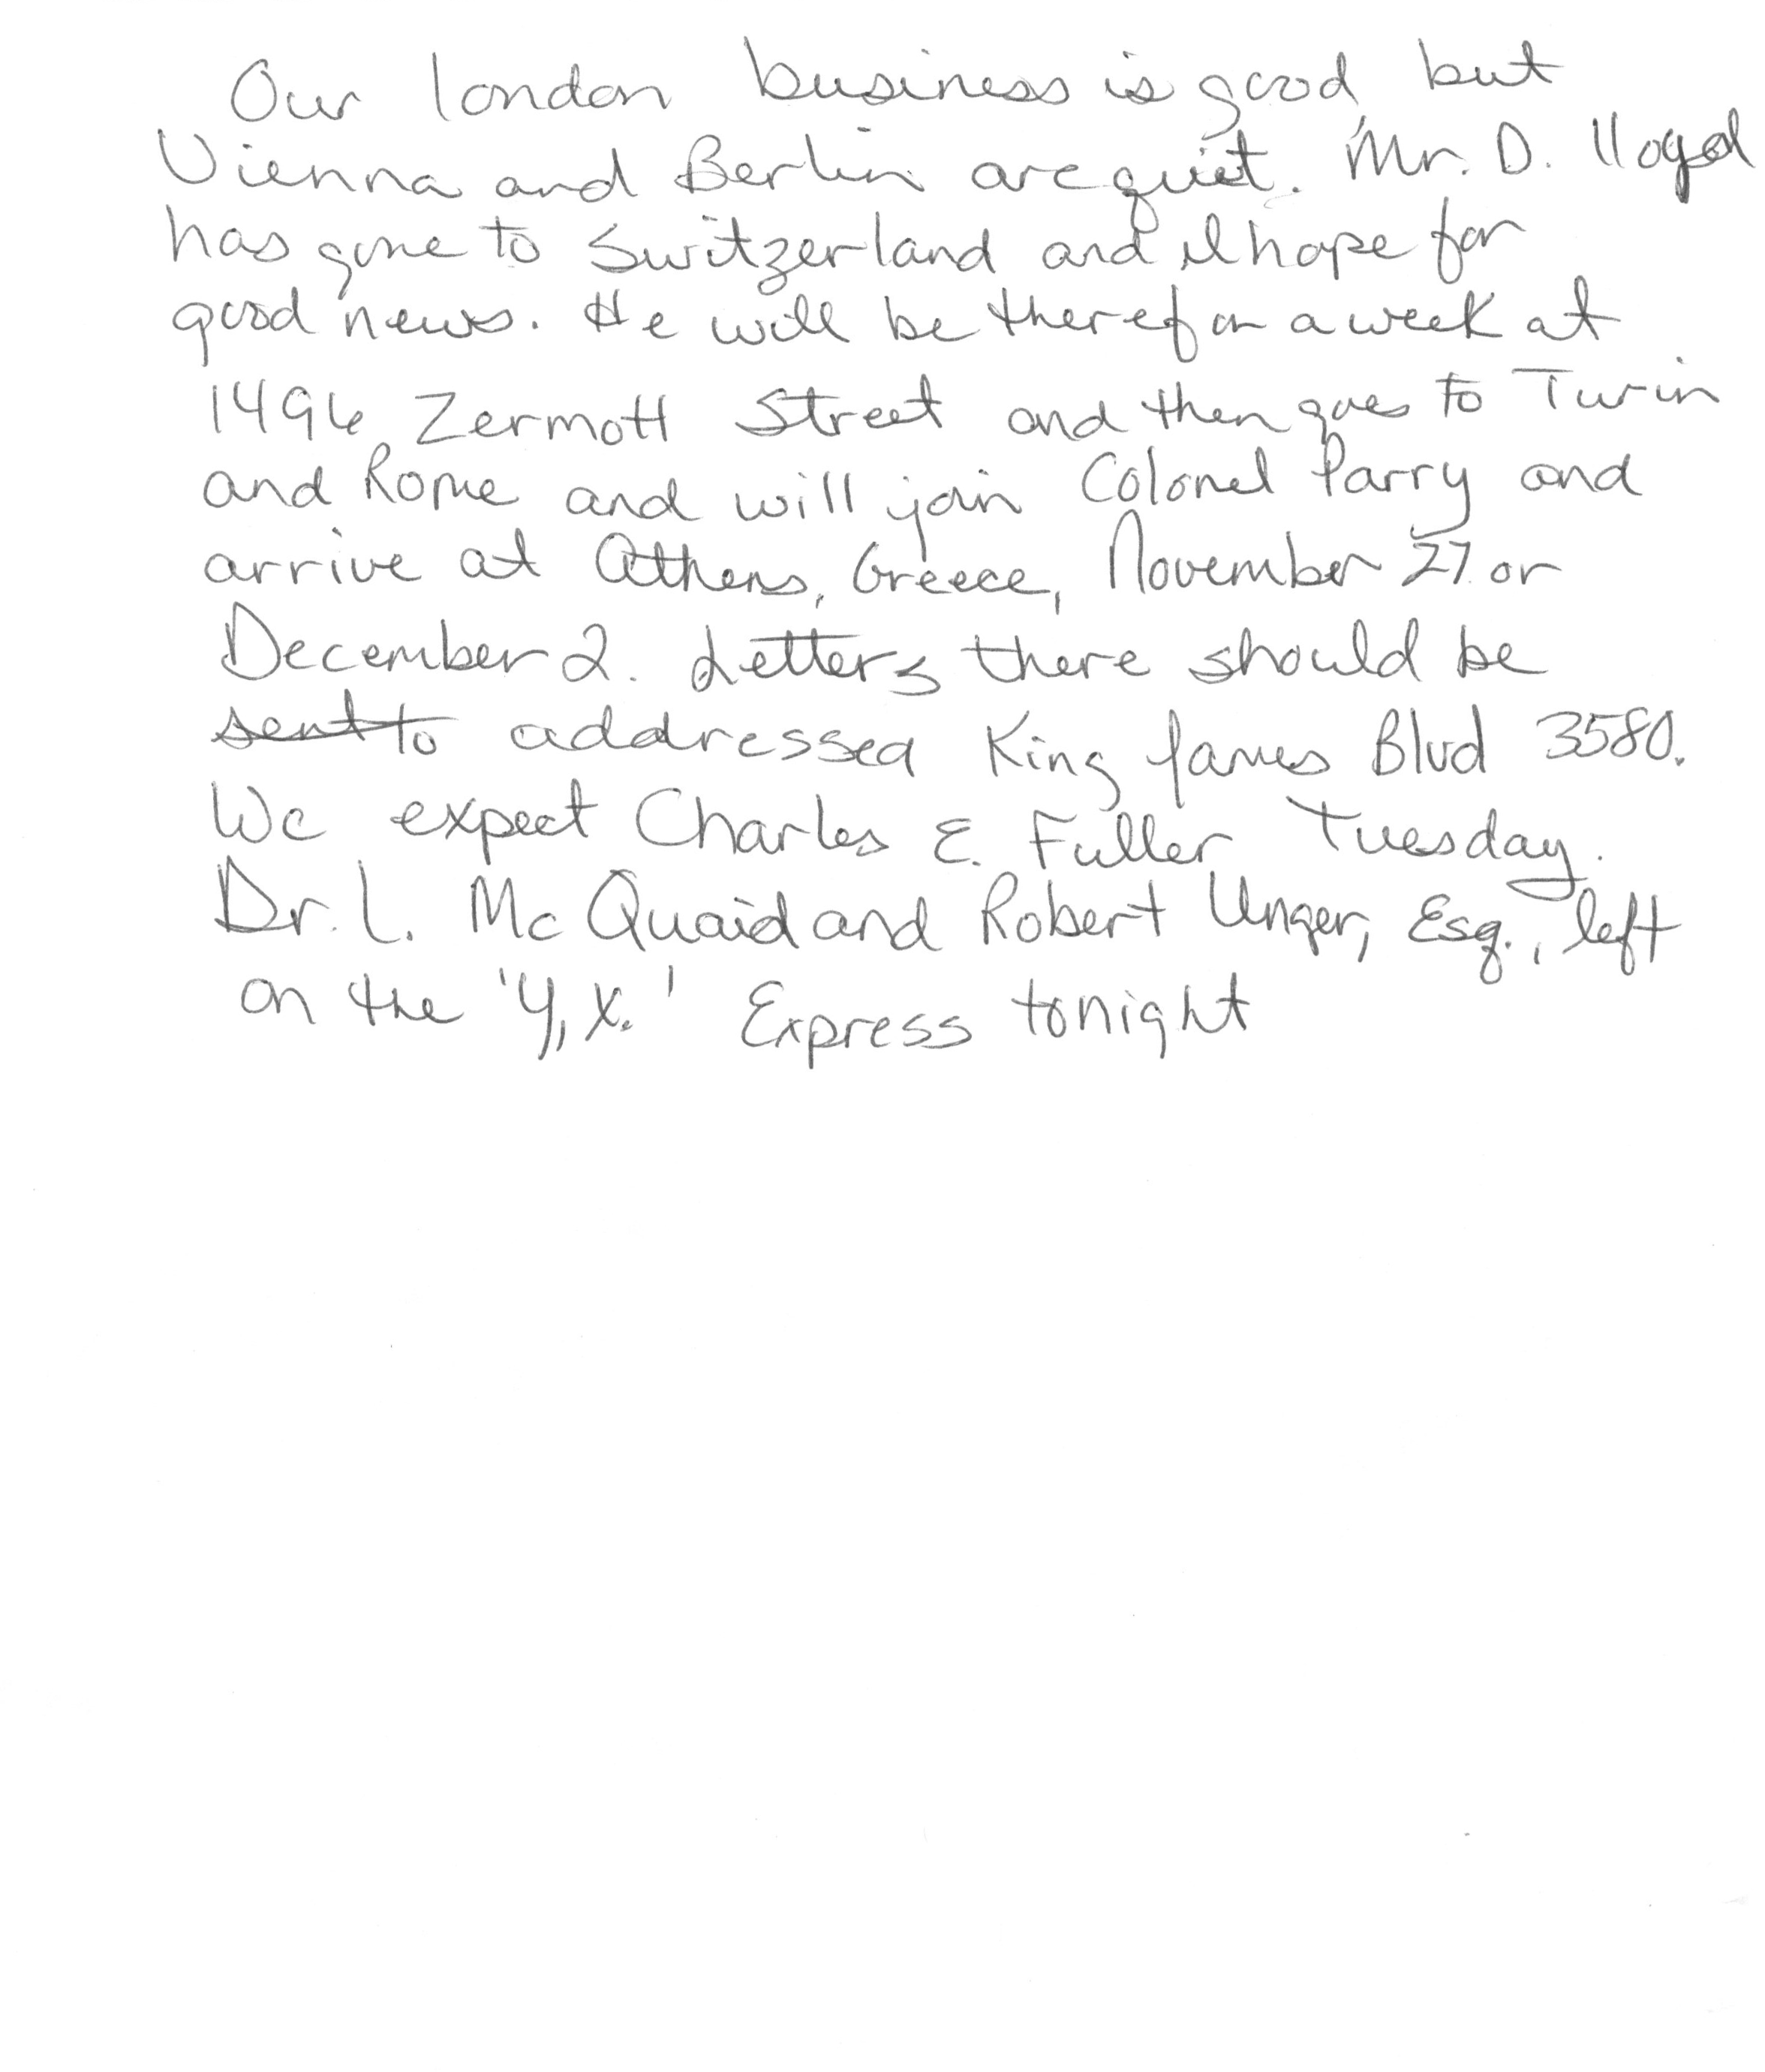 Our london business is good but
Vienna and Berlin are quiet. Mr. D. lloyd
has gone to Switzerland and I hope for
good news. He will be there for a week at
1496 Zermott Street and then goes to Turin
and Rome and will join Colonel Parry and
arrive at Athens, Greece, November 27 or
December 2. Letters there should be
sent to addressed King James Blvd 3580.
We expect Charles E. Fuller Tuesday.
Dr. L. McQuaid and Robert Unger, Esq., left
on the 'Y, X.' Express tonight